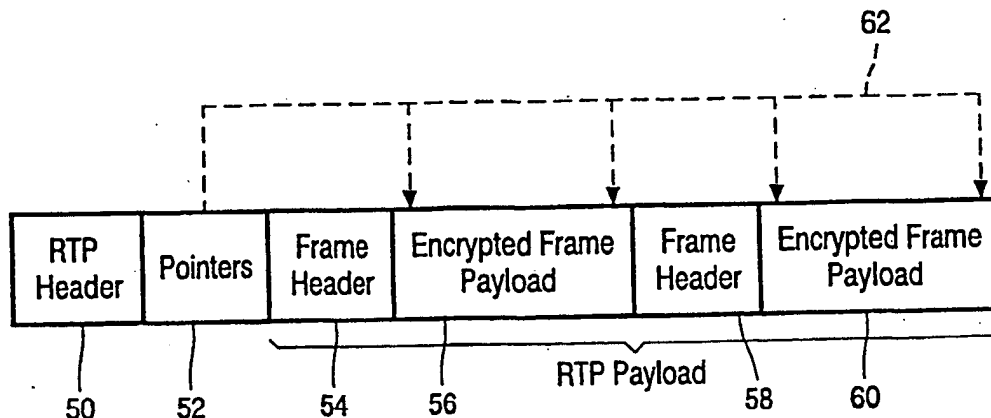 62
RTP
Header
Pointers
Frame
Header
Encrypted Frame
Payload
Frame
Header
Encrypted Frame
Payload
RTP Payload
50
52
54
56
58
60